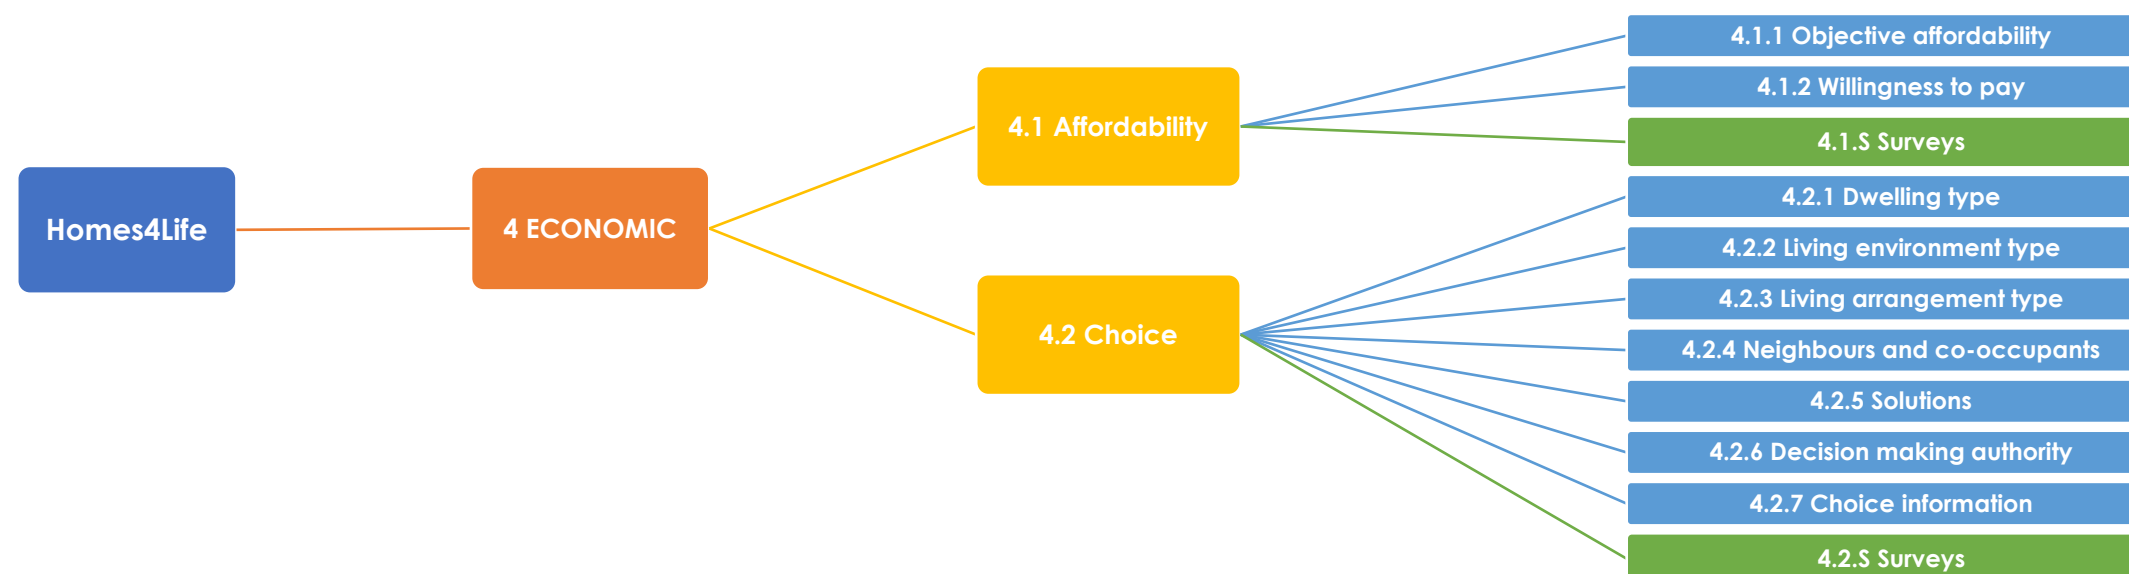 Homes4Life
4 ECONOMIC
4.1 Affordability
4.1.1 Objective affordability
4.1.2 Willingness to pay
4.1.S Surveys
4.2 Choice
4.2.1 Dwelling type
4.2.2 Living environment type
4.2.3 Living arrangement type
4.2.4 Neighbours and co-occupants
4.2.5 Solutions
4.2.6 Decision making authority
4.2.7 Choice information
4.2.S Surveys